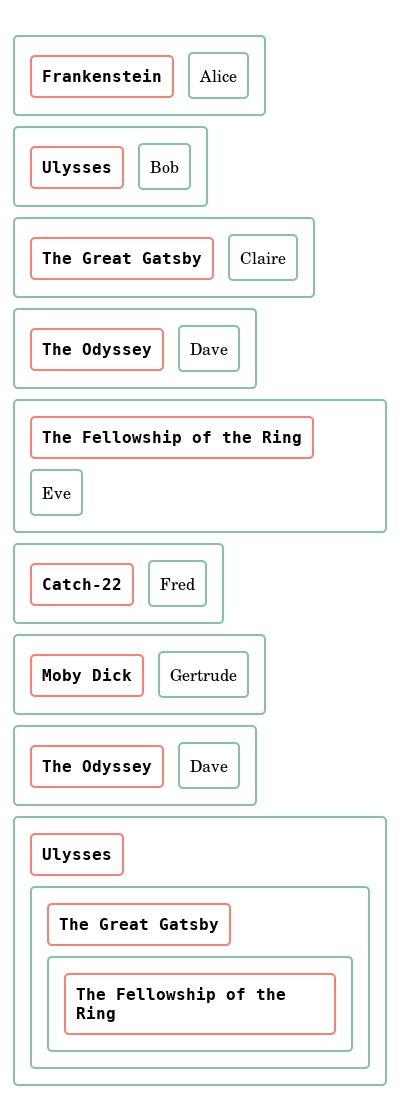 Frankenstein Alice
Ulysses Bob
The Great Gatsby Claire
The Odyssey Dave
The Fellowship of the Ring
Eve
Catch-22 Fred
Moby Dick Gertrude
The Odyssey Dave
Ulysses
The Great Gatsby
The Fellowship of the
Ring